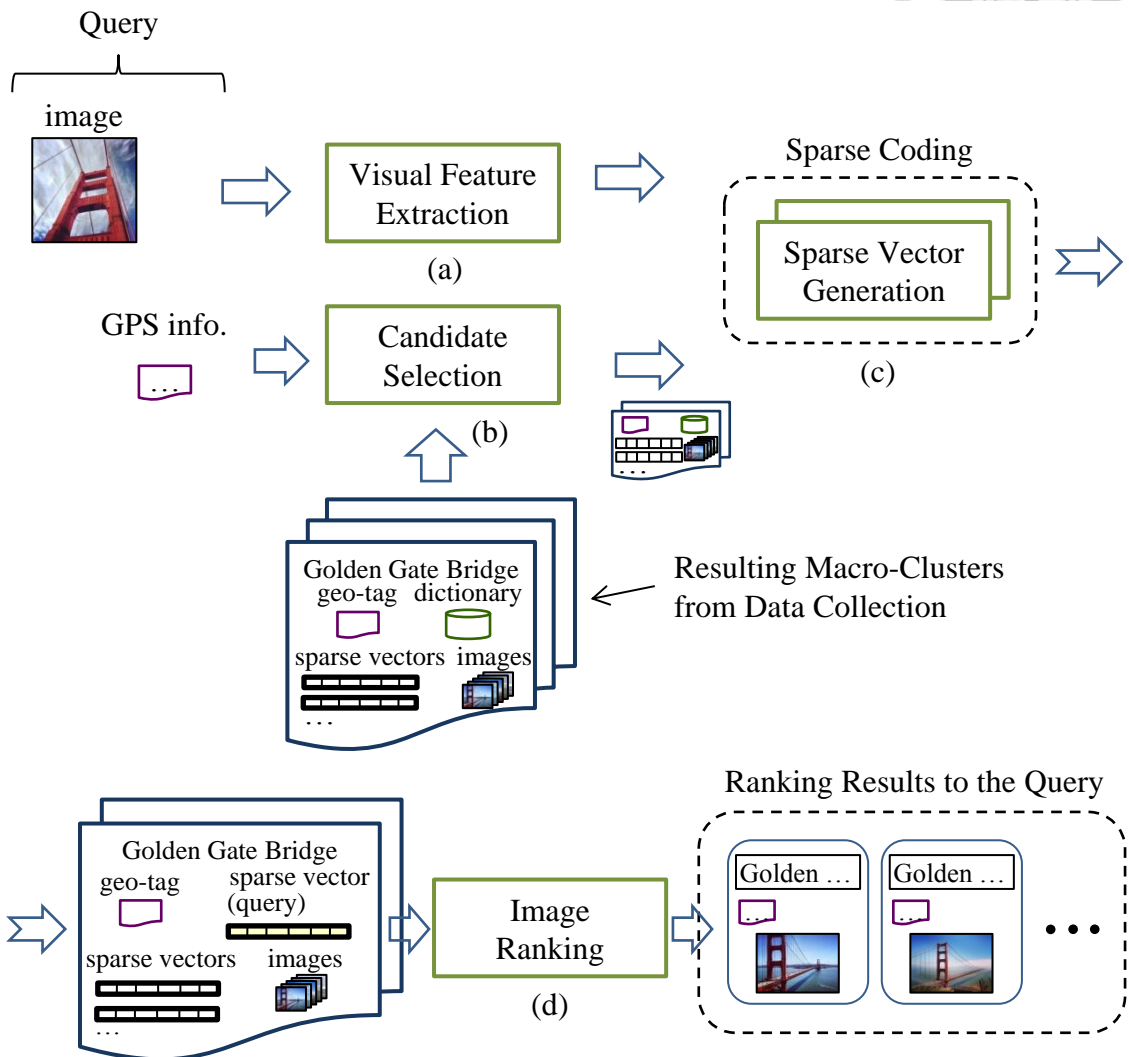 Query
image
Visual Feature
Extraction
(a)
Sparse Coding
Sparse Vector
Generation
(c)
GPS info.
...
Candidate
Selection
(b)
...
Golden Gate Bridge
geo-tag dictionary
sparse vectors images
...
Resulting Macro-Clusters
from Data Collection
Golden Gate Bridge
geo-tag
sparse vector
(query)
sparse vectors images
...
Image
Ranking
(d)
Ranking Results to the Query
Golden ...
...
Golden ...
...
...